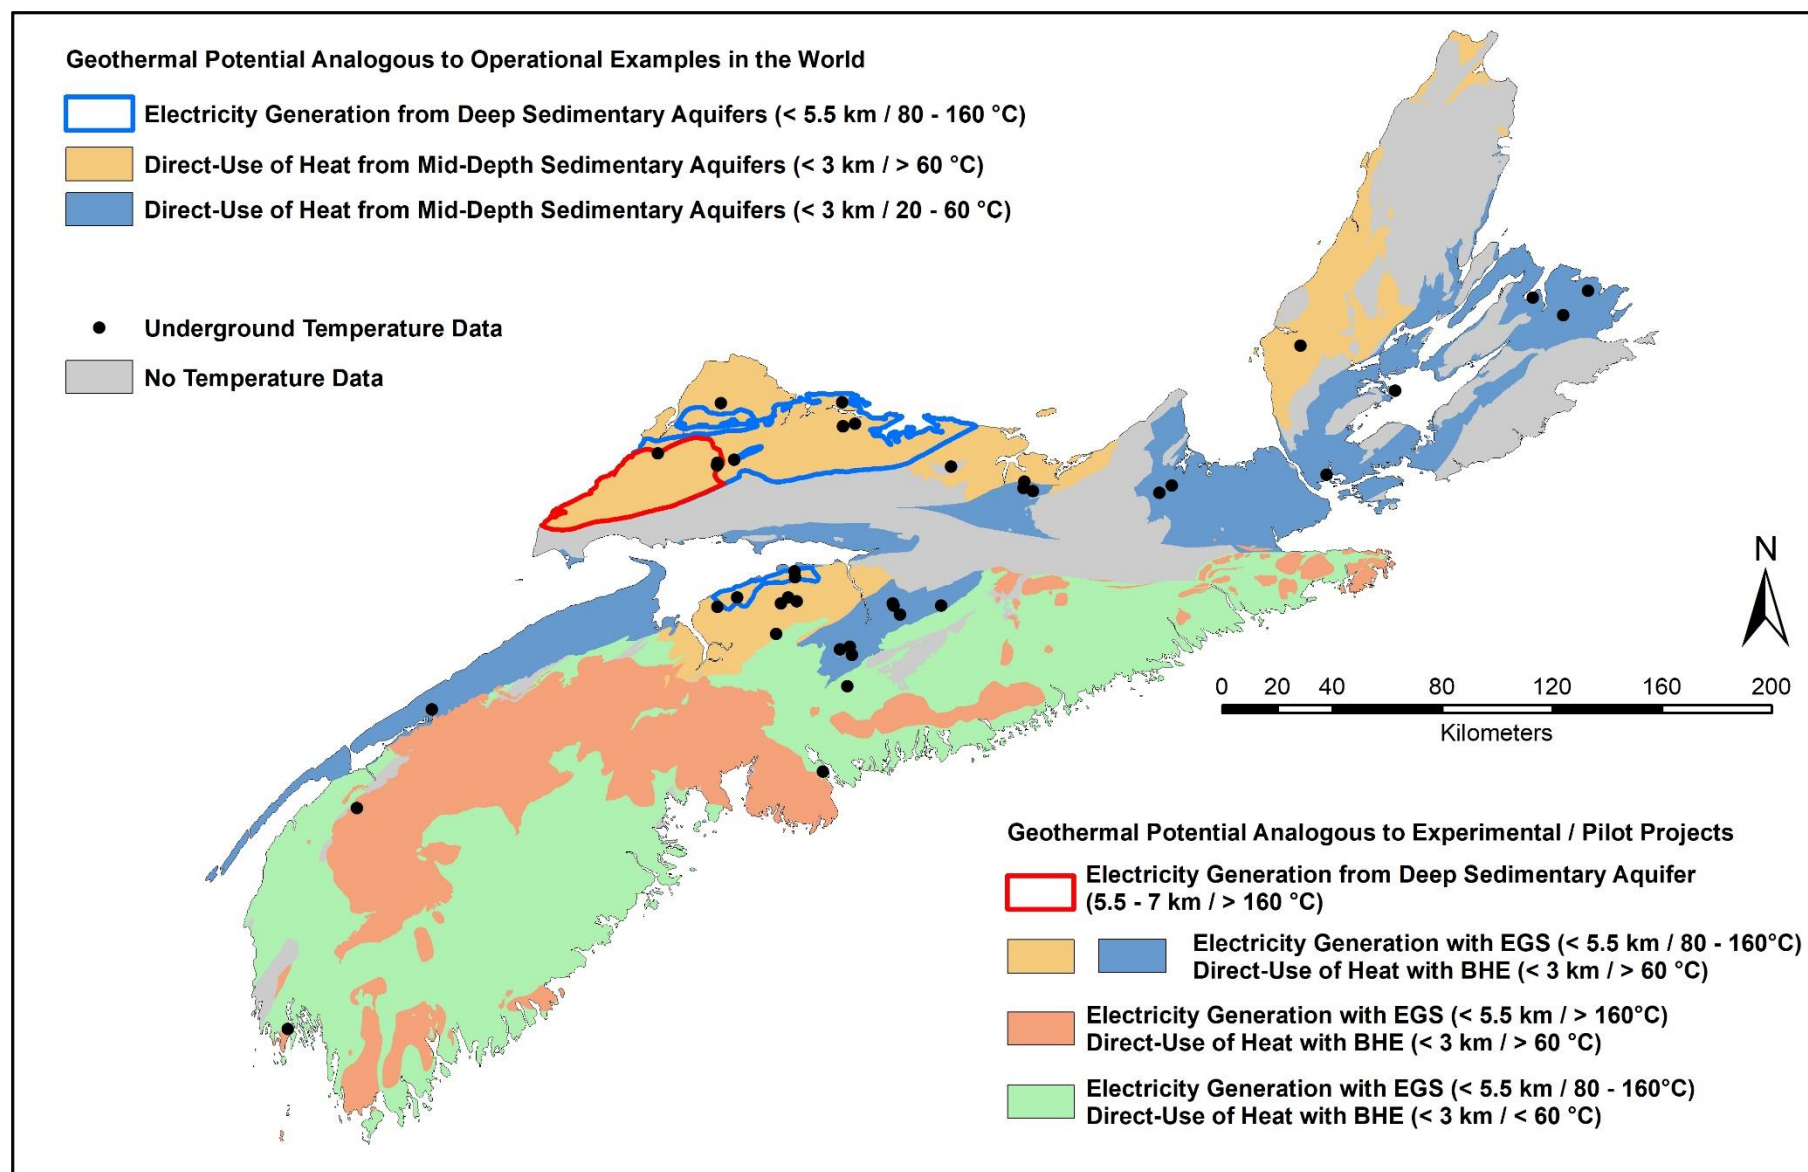 Geothermal Potential Analogous to Operational Examples in the World
Electricity Generation from Deep Sedimentary Aquifers (< 5.5 km / 80 - 160 °C)
Direct-Use of Heat from Mid-Depth Sedimentary Aquifers (< 3 km / > 60 °C)
Direct-Use of Heat from Mid-Depth Sedimentary Aquifers (< 3 km / 20 - 60 °C)
Underground Temperature Data
No Temperature Data
N
0 20 40 80 120 160 200
Kilometers
Geothermal Potential Analogous to Experimental / Pilot Projects
Electricity Generation from Deep Sedimentary Aquifer
(5.5 - 7 km / > 160 °C)
Electricity Generation with EGS (< 5.5 km / 80 - 160°C)
Direct-Use of Heat with BHE (< 3 km / > 60 °C)
Electricity Generation with EGS (< 5.5 km / > 160°C)
Direct-Use of Heat with BHE (< 3 km / > 60 °C)
Electricity Generation with EGS (< 5.5 km / 80 - 160°C)
Direct-Use of Heat with BHE (< 3 km / < 60 °C)